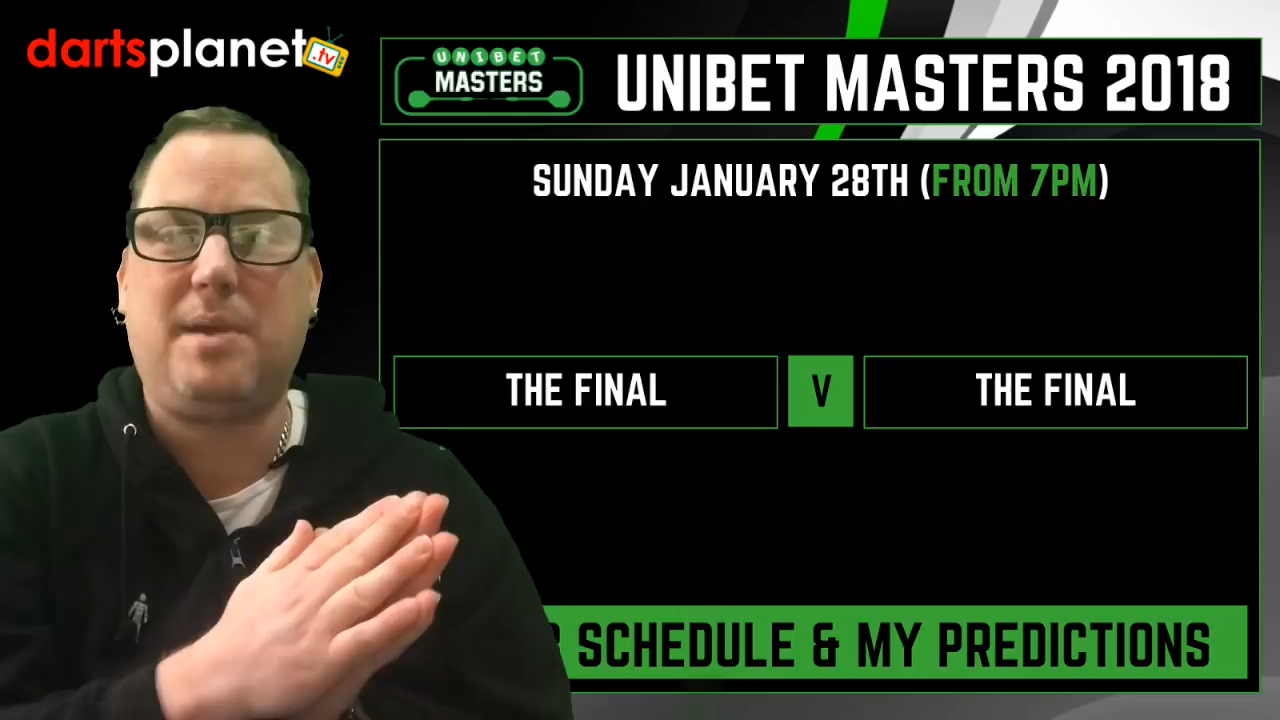 dartsplanet
.tv
UNIBET
MASTERS
UNIBET MASTERS 2018
SUNDAY JANUARY 28TH (FROM 7PM)
THE FINAL V THE FINAL
SCHEDULE & MY PREDICTIONS